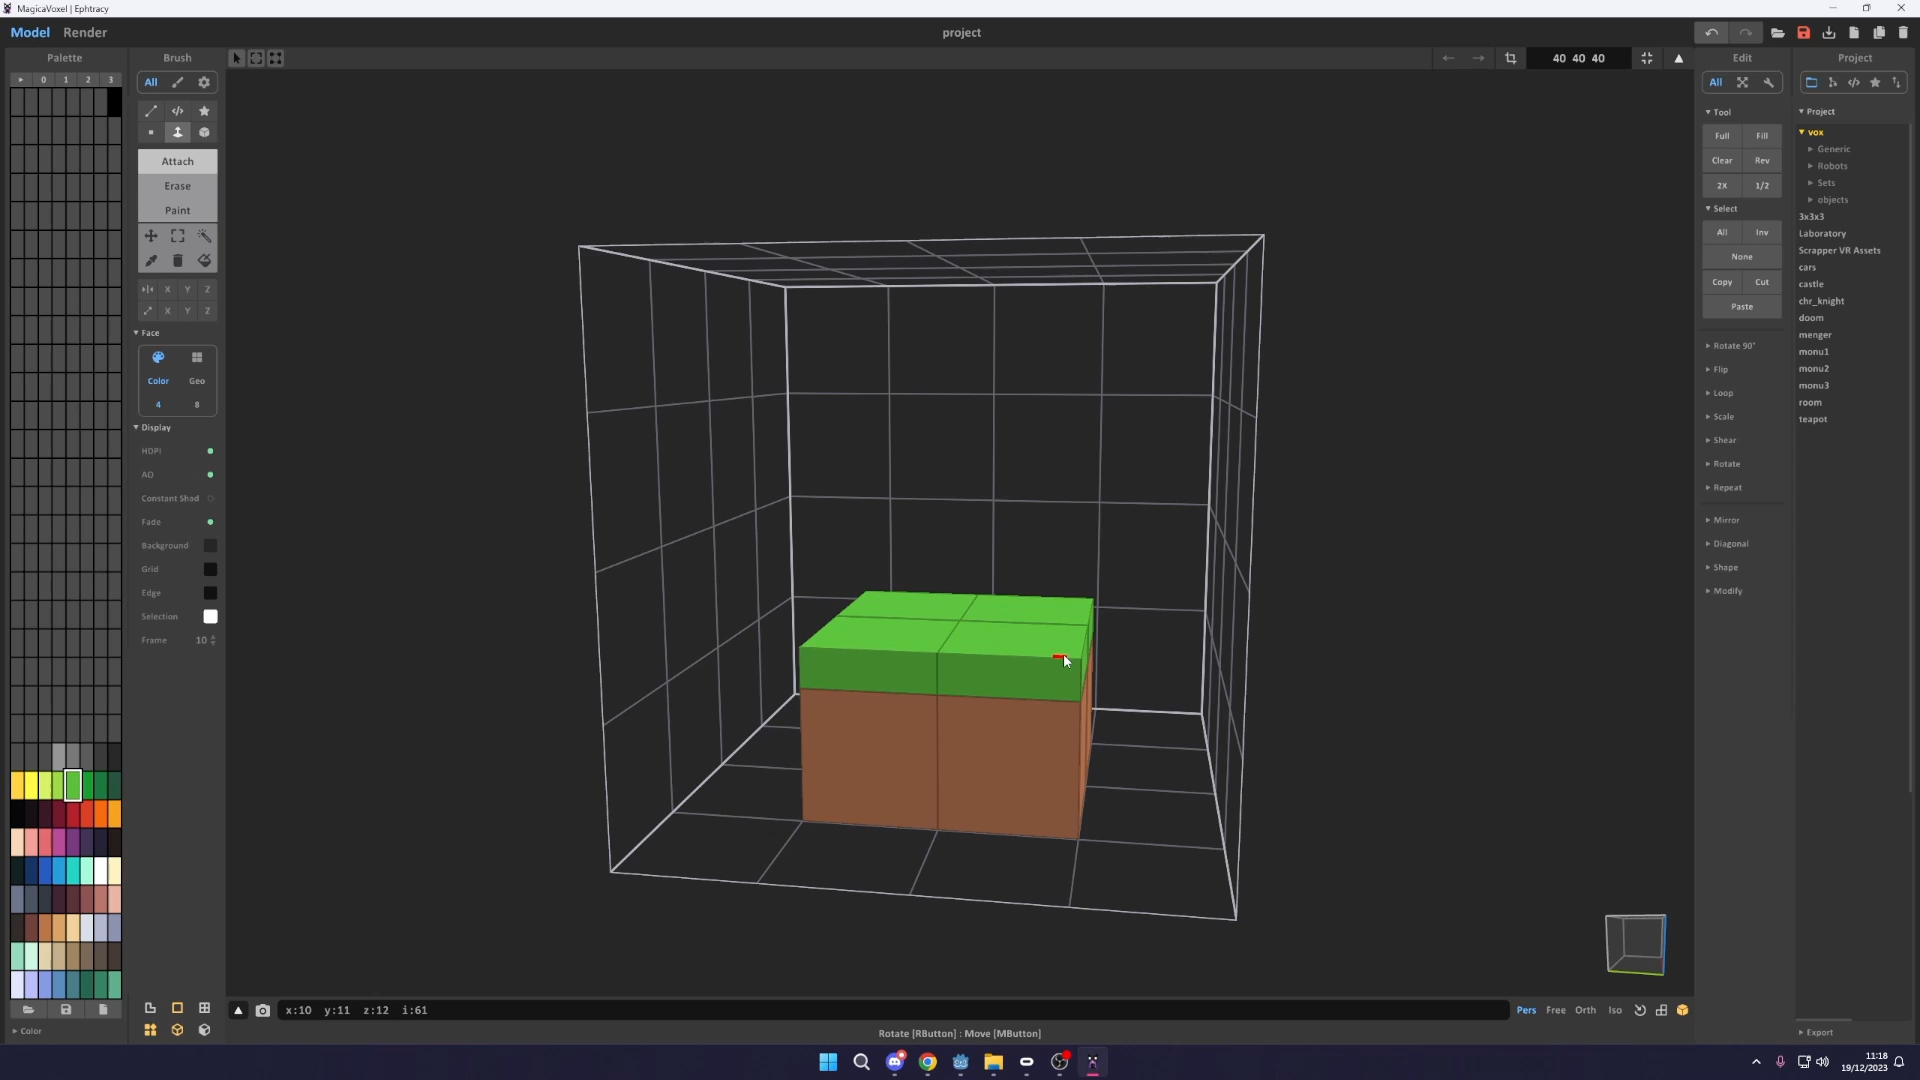 MagicaVoxel | Ephtracy
Model Render
project
Palette
0 1 2 3
Brush
All
Attach
Erase
Paint
X Y Z
X Y Z
Face
Color Geo
4 8
Display
HDPI
AO
Constant Shad
Fade
Background
Grid
Edge
Selection
Frame 10
Color
40 40 40
Edit
All
Tool
Full Fill
Clear Rev
2X 1/2
Select
All Inv
None
Copy Cut
Paste
Rotate 90°
Flip
Loop
Scale
Shear
Rotate
Repeat
Mirror
Diagonal
Shape
Modify
Project
Project
vox
Generic
Robots
Sets
objects
3x3x3
Laboratory
Scrapper VR Assets
cars
castle
chr_knight
doom
menger
monu1
monu2
monu3
room
teapot
Export
x:10 y:11 z:12 i:61
Pers Free Orth Iso
Rotate [RButton] : Move [MButton]
11:18
19/12/2023